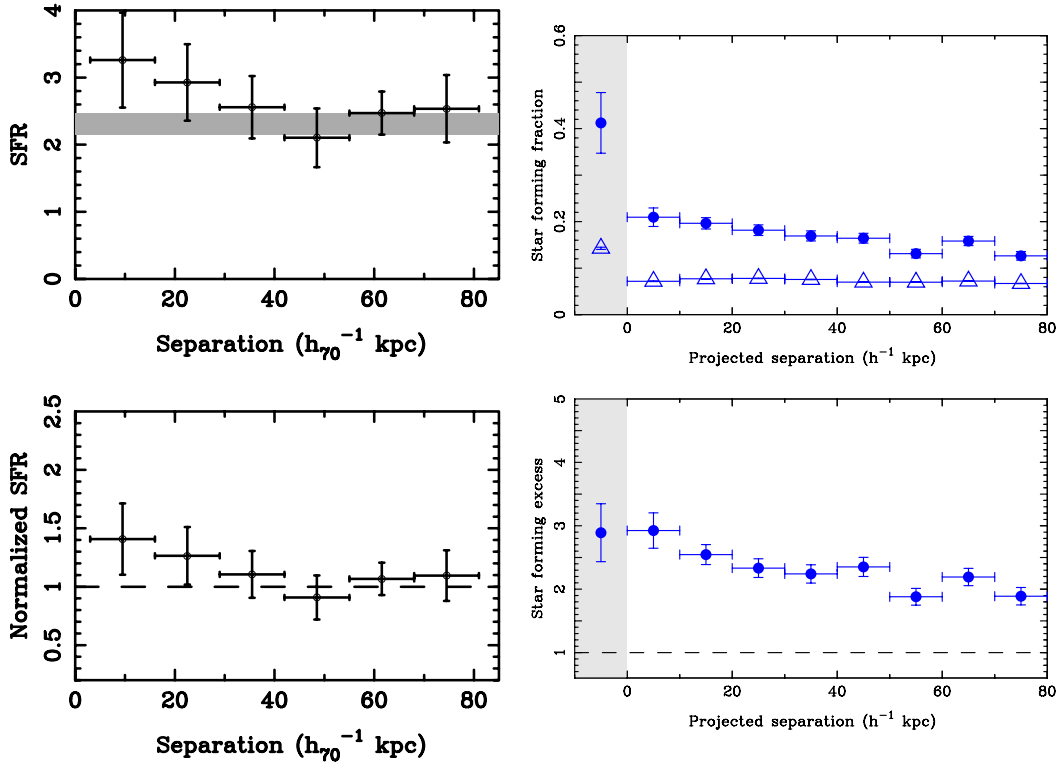 SFR
0 1 2 3 4
0 20 40 60 80
Separation (h₇₀⁻¹ kpc)
Star forming fraction
0 0.2 0.4 0.6
0 20 40 60 80
Projected separation (h⁻¹ kpc)
Normalized SFR
0.5 1 1.5 2 2.5
0 20 40 60 80
Separation (h₇₀⁻¹ kpc)
Star forming excess
1 2 3 4 5
0 20 40 60 80
Projected separation (h⁻¹ kpc)